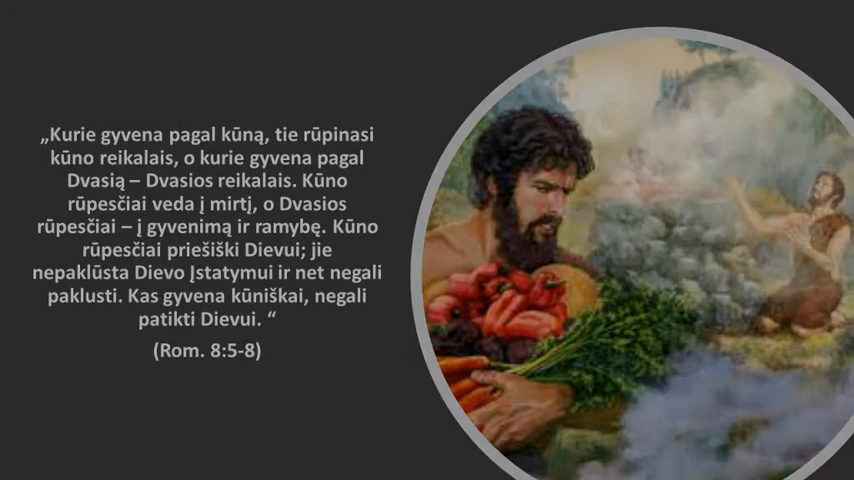 „Kurie gyvena pagal kūną, tie rūpinasi
kūno reikalais, o kurie gyvena pagal
Dvasią – Dvasios reikalais. Kūno
rūpesčiai veda į mirtį, o Dvasios
rūpesčiai – į gyvenimą ir ramybę. Kūno
rūpesčiai priešiški Dievui; jie
nepaklūsta Dievo Įstatymui ir net negali
paklusti. Kas gyvena kūniškai, negali
patikti Dievui. “
(Rom. 8:5-8)